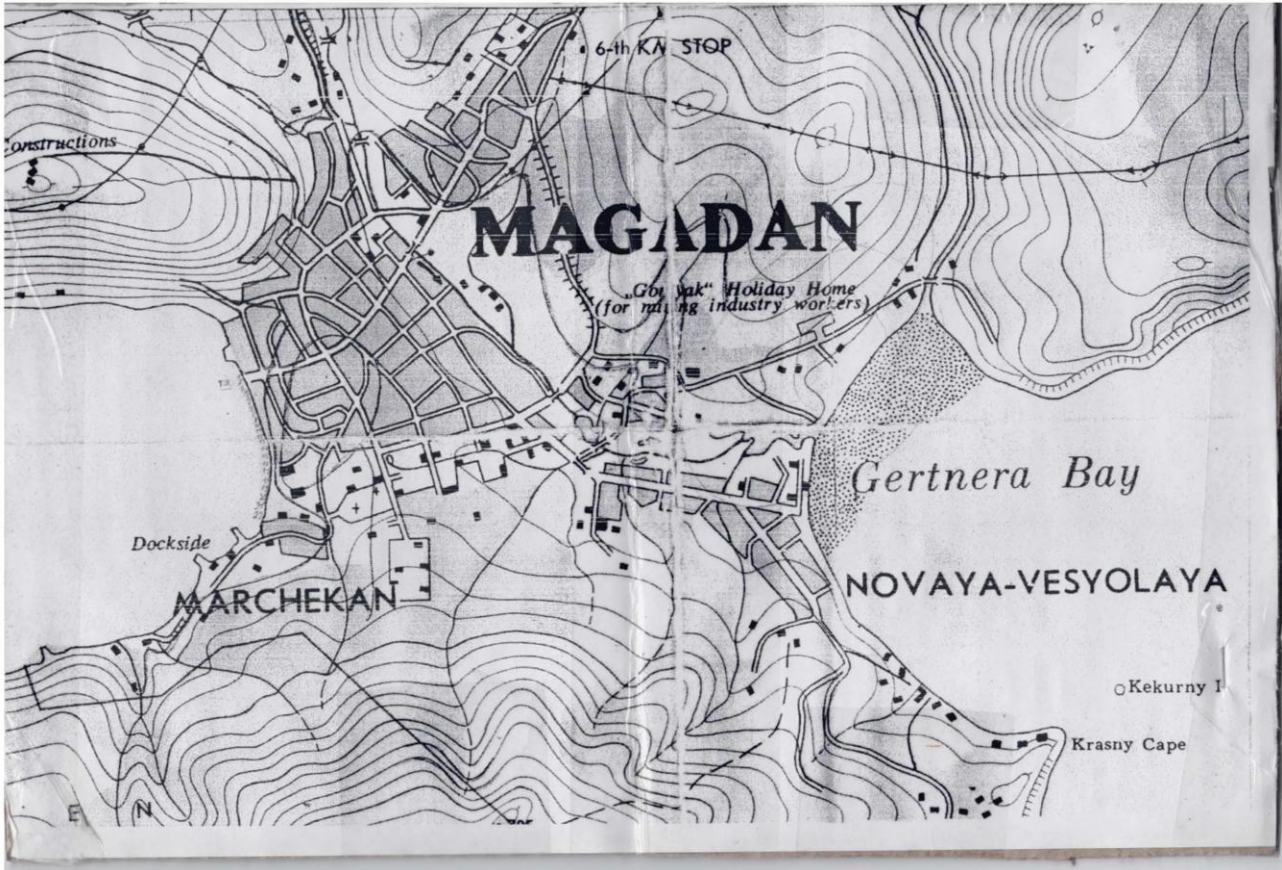 6-th KM STOP
Constructions
MAGADAN
Holiday Home
(for mining industry workers)
Gertnera Bay
Dockside
NOVAYA-VESYOLAYA
MARCHEKAN
Kekurny I
Krasny Cape
E N